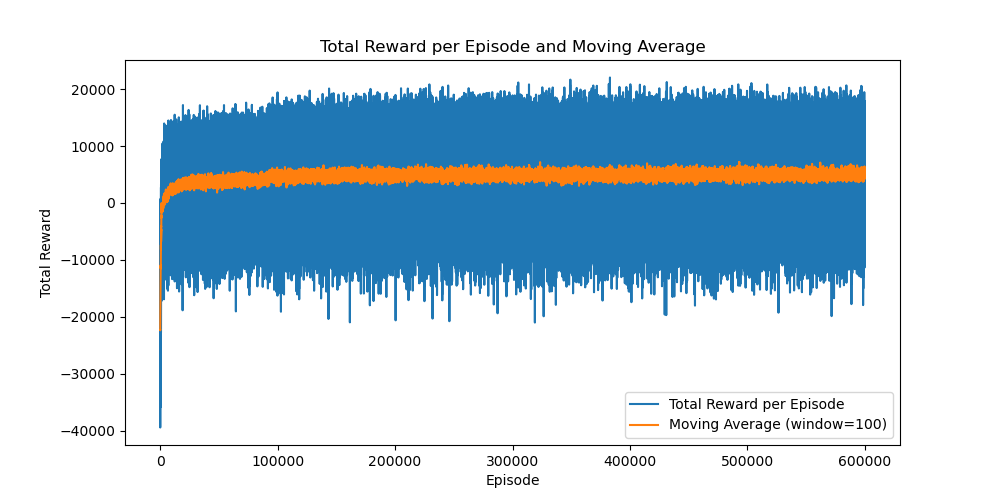 Total Reward per Episode and Moving Average
Total Reward
20000
10000
0
−10000
−20000
−30000
−40000
0
100000
200000
300000
400000
500000
600000
Episode
Total Reward per Episode
Moving Average (window=100)